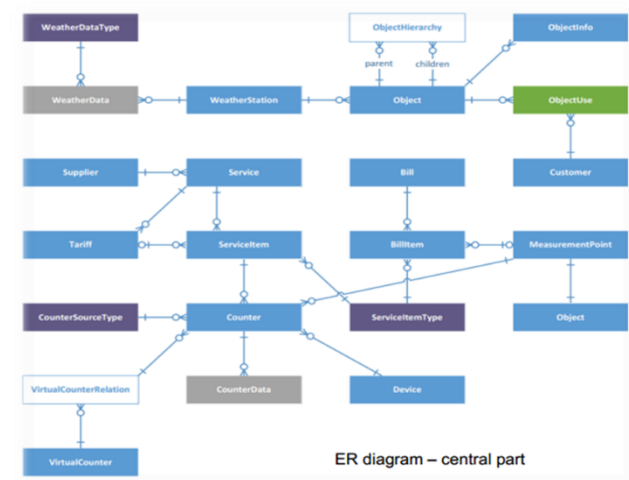 WeatherDataType
ObjectHierarchy
ObjectInfo
parent
children
WeatherData
WeatherStation
Object
ObjectUse
Supplier
Service
Bill
Customer
Tariff
ServiceItem
BillItem
MeasurementPoint
CounterSourceType
Counter
ServiceItemType
Object
VirtualCounterRelation
CounterData
Device
VirtualCounter
ER diagram – central part